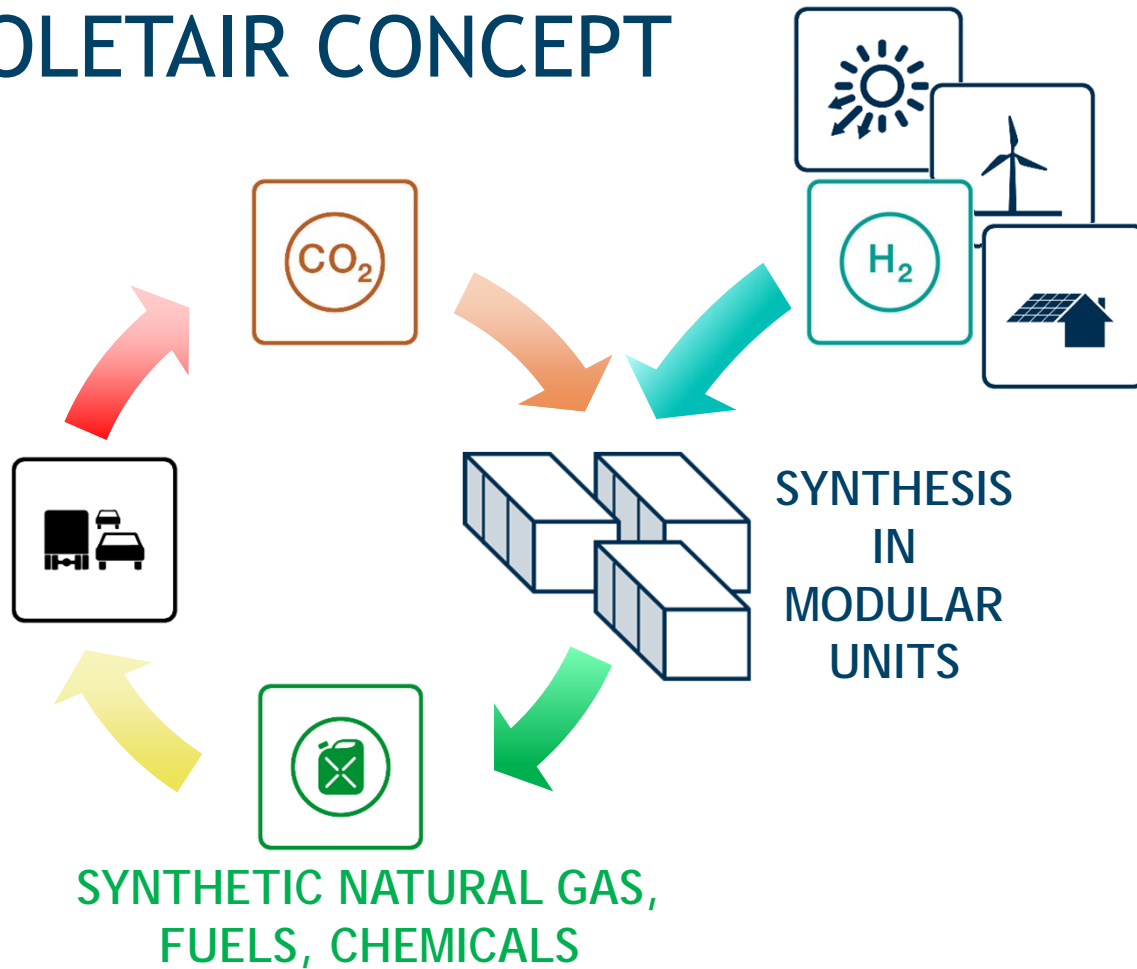 OLETAIR CONCEPT
CO₂
H₂
SYNTHESIS
IN
MODULAR
UNITS
SYNTHETIC NATURAL GAS,
FUELS, CHEMICALS